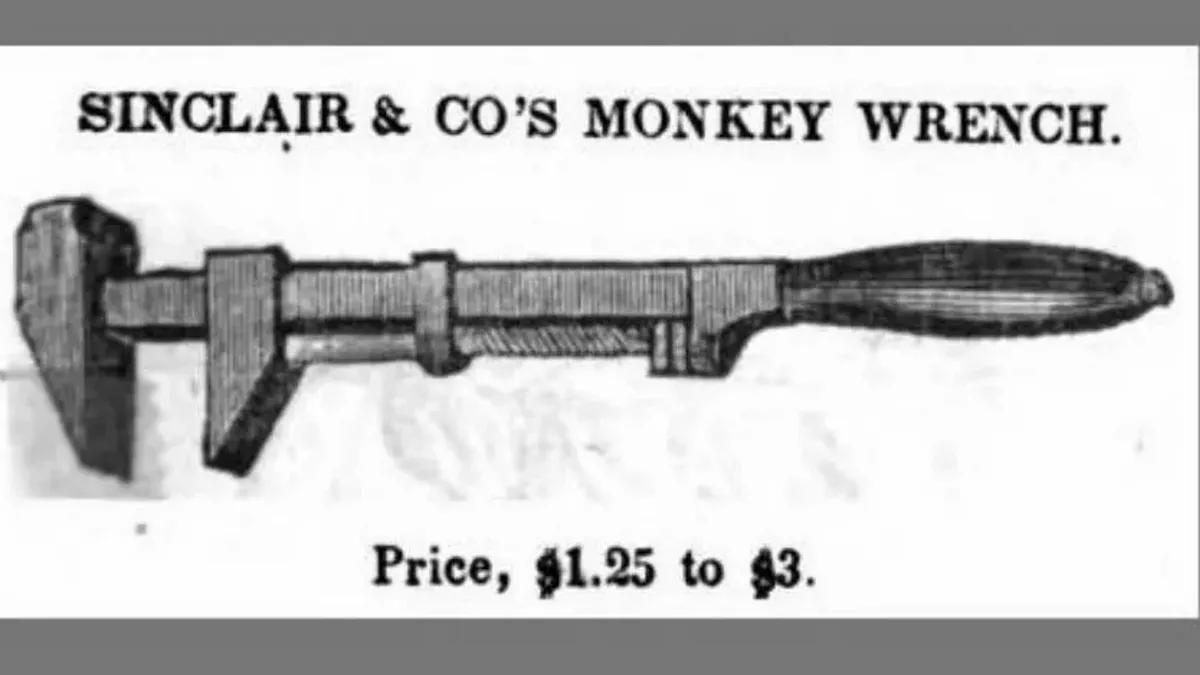 SINCLAIR & CO'S MONKEY WRENCH.
Price, $1.25 to $3.